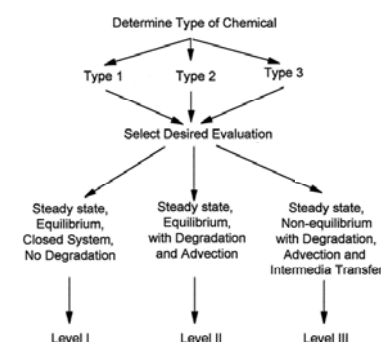 Determine Type of Chemical
Type 1
Type 2
Type 3
Select Desired Evaluation
Steady state,
Equilibrium,
Closed System,
No Degradation
Steady state,
Equilibrium,
with Degradation
and Advection
Steady state,
Non-equilibrium
with Degradation,
Advection and
Intermedia Transfer
Level I
Level II
Level III